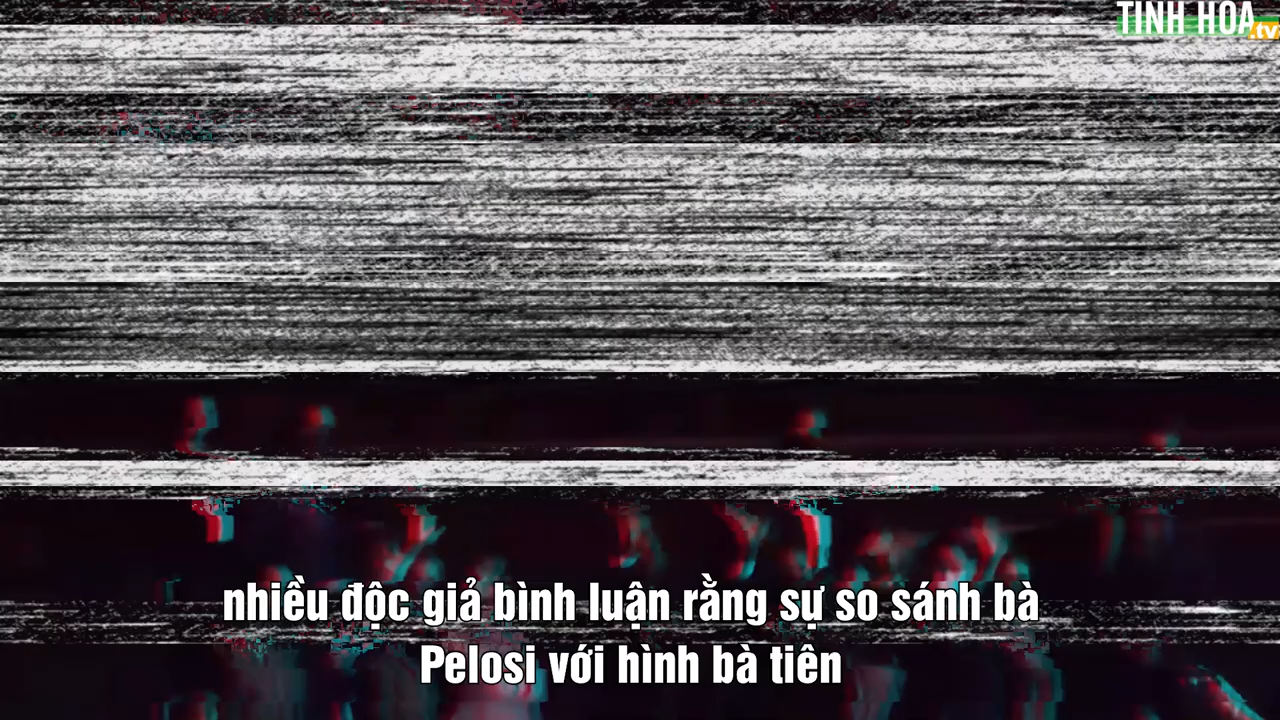 TINH HOA
.tv
nhiều độc giả bình luận rằng sự so sánh bà
Pelosi với hình bà tiên